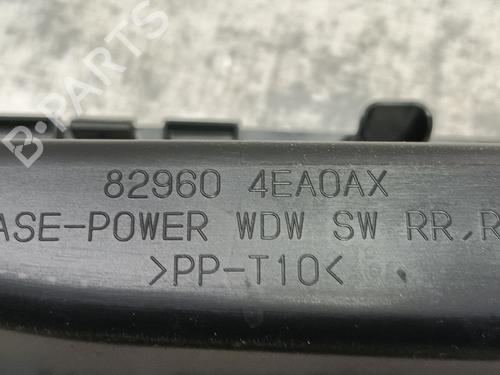 B-PARTS
82960 4EA0AX
ASE-POWER WDW SW RR, R
>PP-T10<